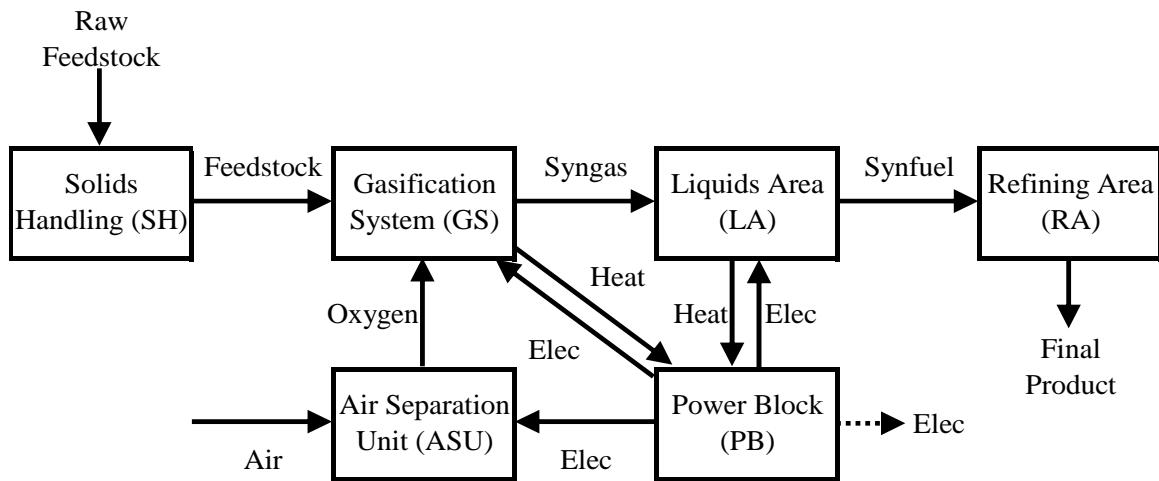 Raw
Feedstock
Solids
Handling (SH)
Feedstock
Gasification
System (GS)
Syngas
Liquids Area
(LA)
Synfuel
Refining Area
(RA)
Heat
Elec
Oxygen
Heat
Elec
Final
Product
Air
Air Separation
Unit (ASU)
Elec
Power Block
(PB)
Elec